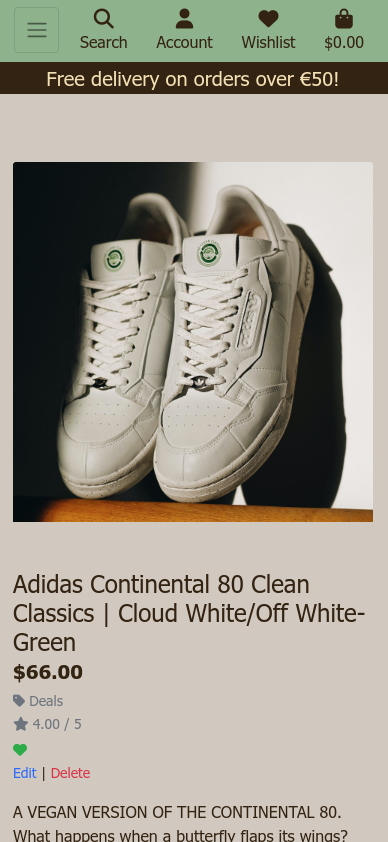 Search Account Wishlist $0.00
Free delivery on orders over €50!
Adidas Continental 80 Clean
Classics | Cloud White/Off White-
Green
$66.00
Deals
4.00 / 5
Edit | Delete
A VEGAN VERSION OF THE CONTINENTAL 80.
What happens when a butterfly flaps its wings?